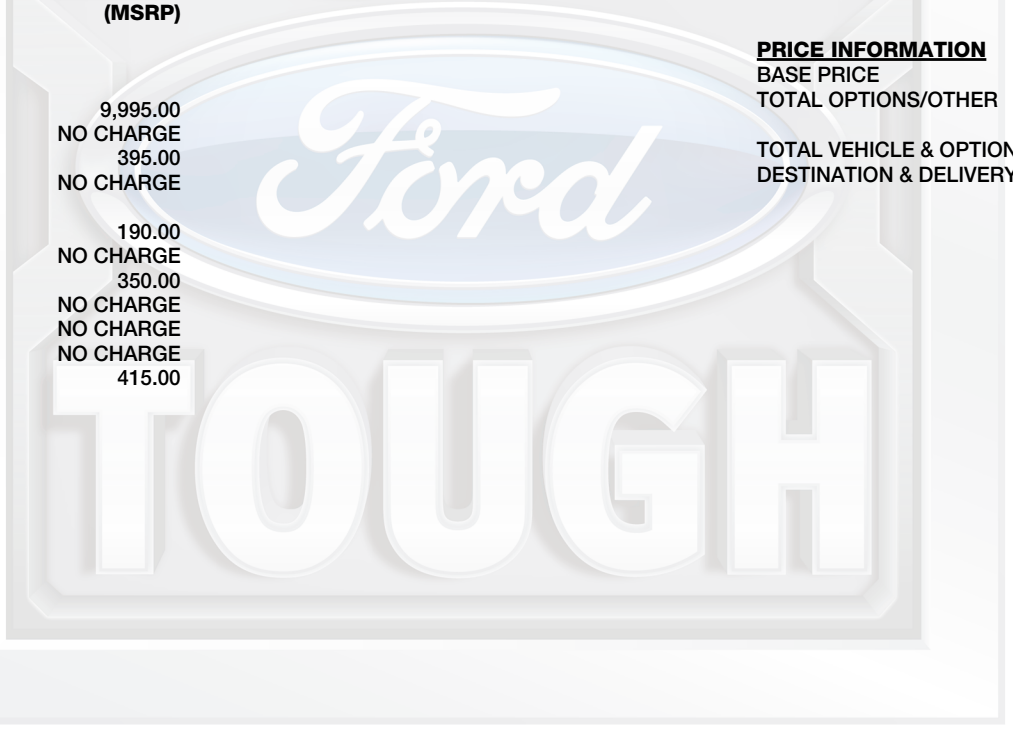 (MSRP)
9,995.00
NO CHARGE
395.00
NO CHARGE
190.00
NO CHARGE
350.00
NO CHARGE
NO CHARGE
NO CHARGE
415.00
PRICE INFORMATION
BASE PRICE
TOTAL OPTIONS/OTHER
TOTAL VEHICLE & OPTION
DESTINATION & DELIVERY
Ford
TOUGH